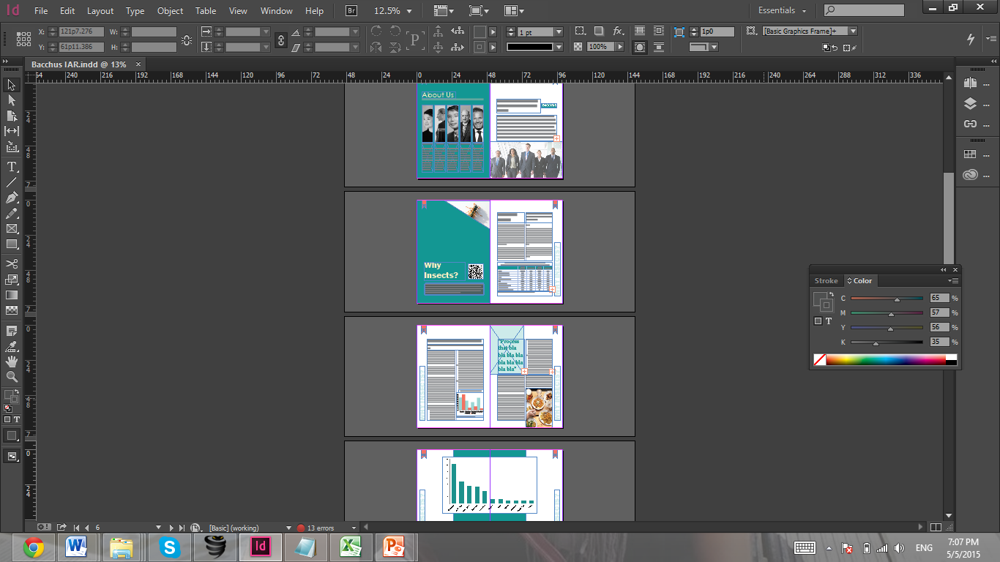 Id File Edit Layout Type Object Table View Window Help Br 12.5% Essentials
X: 121p7.276 W: 1 pt 1p0 [Basic Graphics Frame]+
Y: 61p11.386 H: P fx. 100%
Bacchus IAR.indd @ 13% ×
264 240 216 192 168 144 120 96 72 48 24 0 24 48 72 96 120 144 168 192 216 240 264 288 312 336
About Us
Why
Insects?
"Process
that bla
bla bla bla
bla bla bla
bla bla"
Stroke Color
C 65 %
M 57 %
Y 56 %
K 35 %
T
6 [Basic] (working) 13 errors
ENG 7:07 PM
5/5/2015